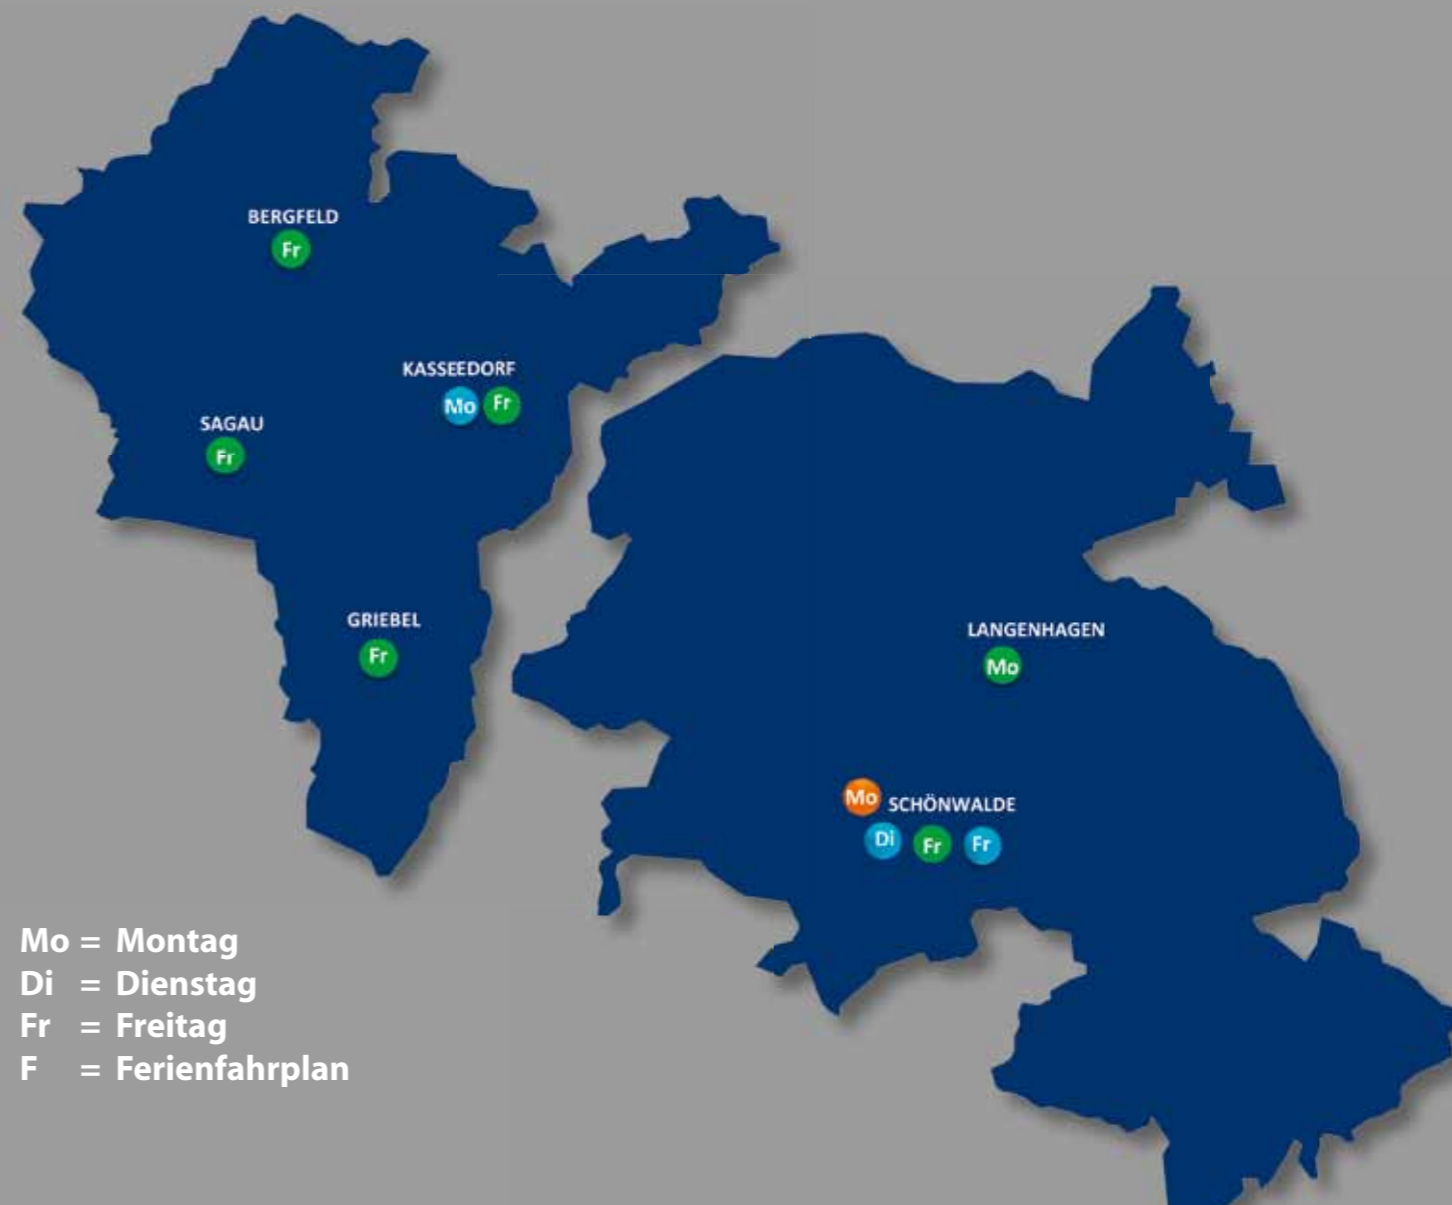 BERGFELD
Fr
KASSEEDORF
Mo Fr
SAGAU
Fr
GRIEBEL
Fr
LANGENHAGEN
Mo
Mo SCHÖNWALDE
Di Fr Fr
Mo = Montag
Di = Dienstag
Fr = Freitag
F = Ferienfahrplan